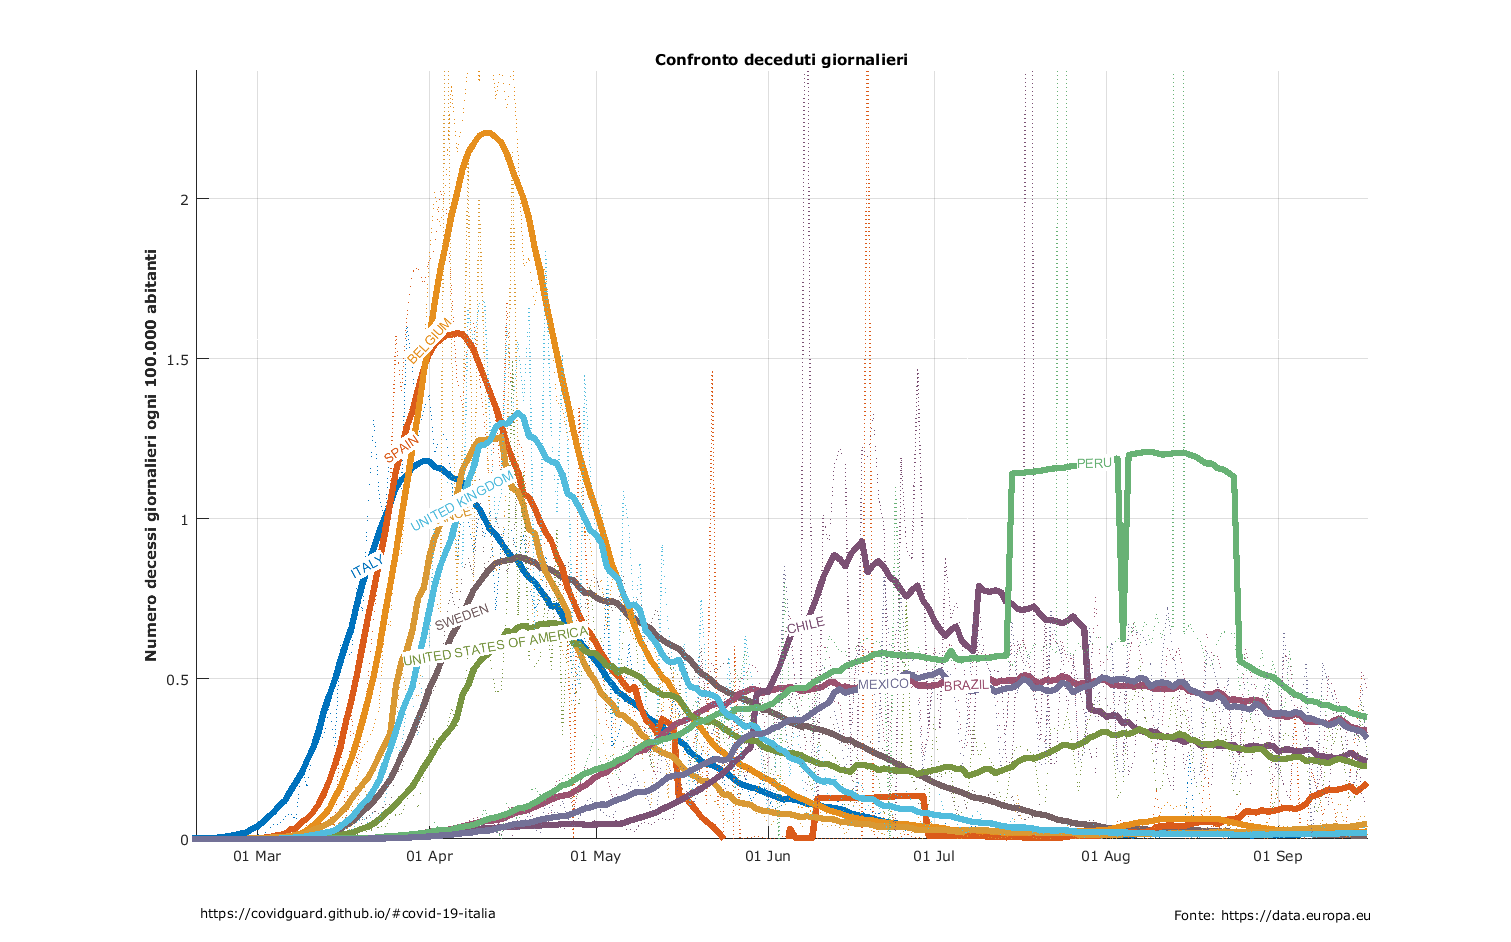 Confronto deceduti giornalieri
Numero decessi giornalieri ogni 100.000 abitanti
2
1.5
1
0.5
0
BELGIUM
SPAIN
UNITED KINGDOM
NCE
ITALY
SWEDEN
UNITED STATES OF AMERICA
PERU
CHILE
MEXICO
BRAZIL
01 Mar
01 Apr
01 May
01 Jun
01 Jul
01 Aug
01 Sep
https://covidguard.github.io/#covid-19-italia
Fonte: https://data.europa.eu